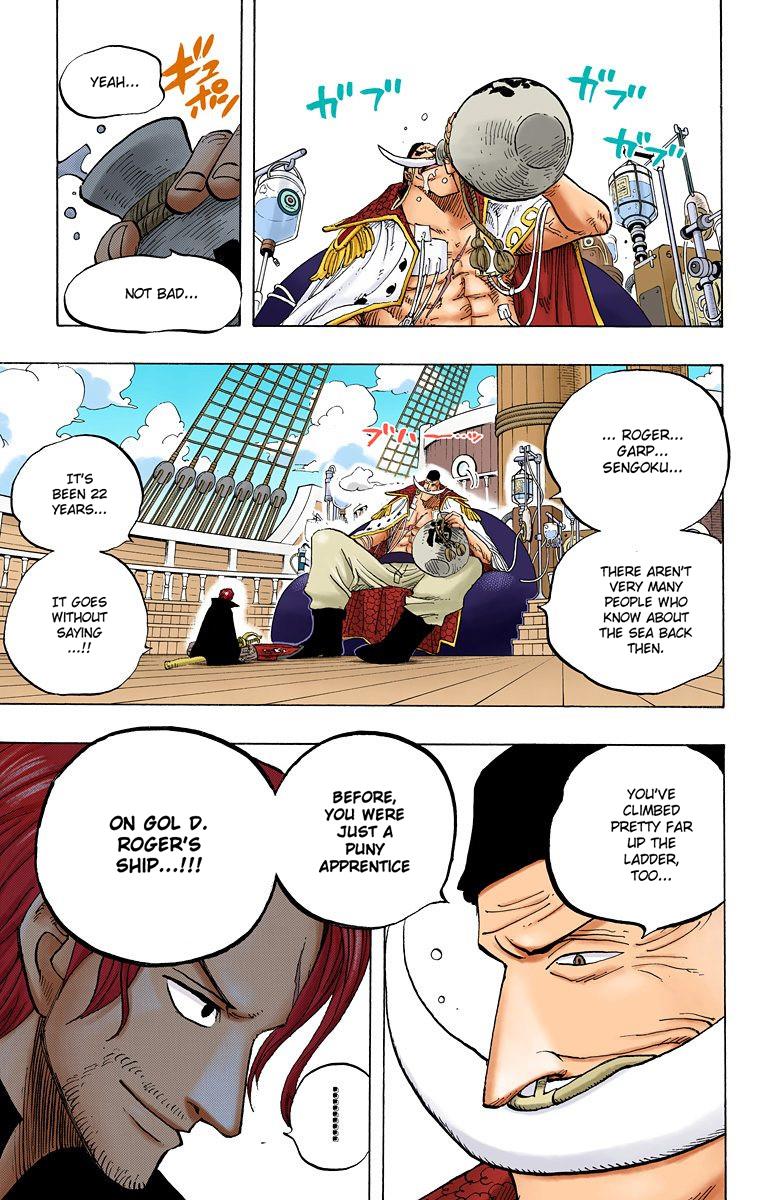 ガブ
ガブ
ガブ
ギュ
ポン
YEAH...
NOT BAD...
... ROGER...
GARP...
SENGOKU...
THERE AREN'T
VERY MANY
PEOPLE WHO
KNOW ABOUT
THE SEA BACK
THEN.
ブハー…ッ
IT'S
BEEN 22
YEARS...
IT GOES
WITHOUT
SAYING
...!!
YOU'VE
CLIMBED
PRETTY FAR
UP THE
LADDER,
TOO...
BEFORE,
YOU WERE
JUST A
PUNY
APPRENTICE
ON GOL D.
ROGER'S
SHIP...!!!